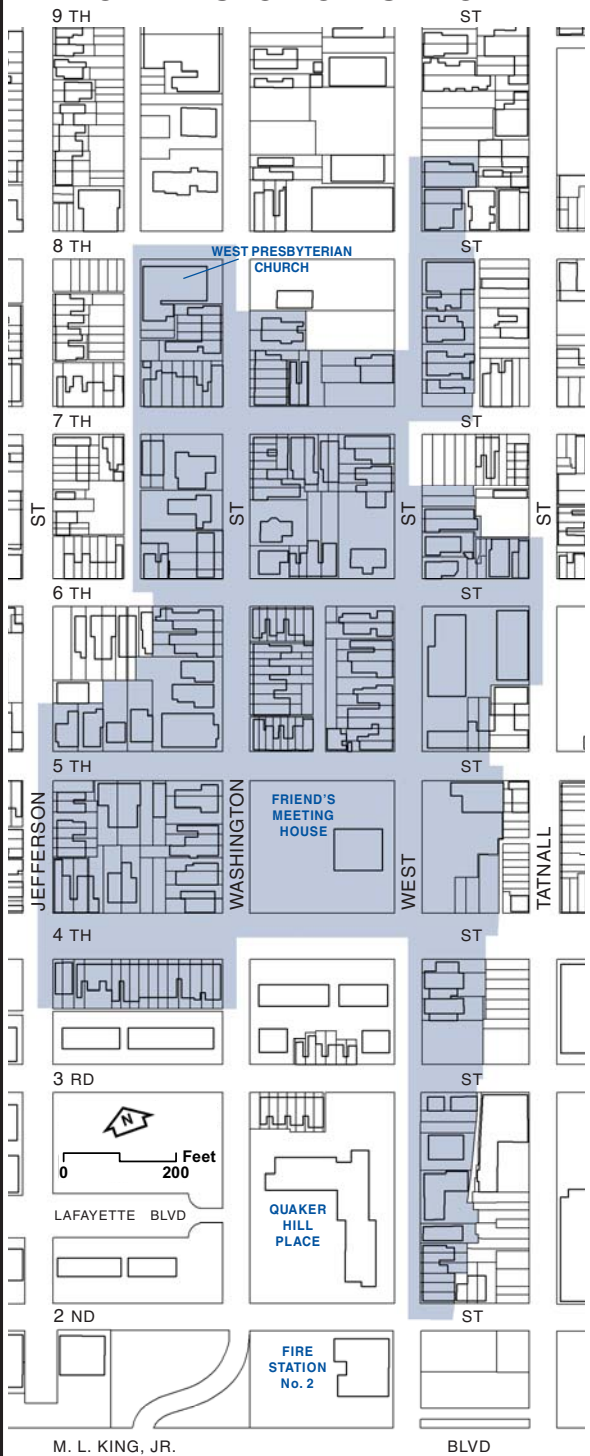 9 TH ST
8 TH ST
WEST PRESBYTERIAN
CHURCH
7 TH ST
ST
ST
ST
ST
6 TH ST
5 TH ST
JEFFERSON
WASHINGTON
WEST
TATNALL
FRIEND'S
MEETING
HOUSE
4 TH ST
3 RD ST
N
Feet
0 200
LAFAYETTE BLVD
QUAKER
HILL
PLACE
2 ND ST
FIRE
STATION
No. 2
M. L. KING, JR. BLVD